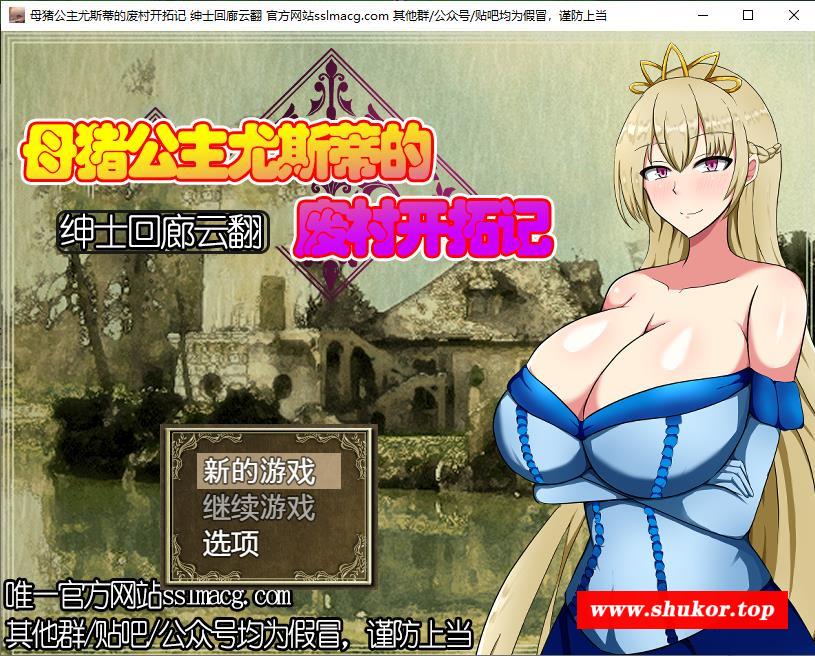 母猪公主尤斯蒂的废村开拓记 绅士回廊云翻 官方网站sslmacg.com 其他群/公众号/贴吧均为假冒，谨防上当
母猪公主尤斯蒂的
绅士回廊云翻
废村开拓记
新的游戏
继续游戏
选项
唯一官方网站sslmacg.com
其他群/贴吧/公众号均为假冒，谨防上当
www.shukor.top